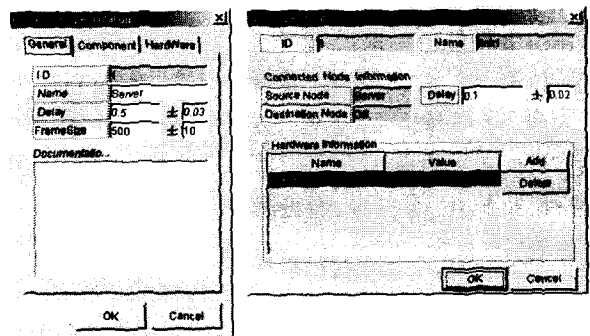 General Component HardWare
ID
Name Server
Delay 0.5 ± 0.03
FrameSize 500 ± 10
Documentatio...
OK Cancel
ID Name
Connected Node Information
Source Node Server Delay 0.1 ± 0.02
Destination Node DB
Hardware Information
Name Value Add
Delete
OK Cancel